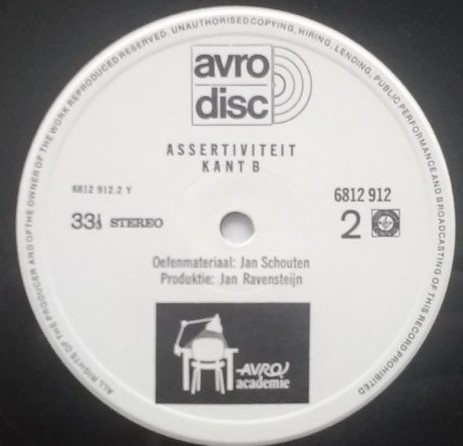 ALL RIGHTS OF THE PRODUCER AND OF THE OWNER OF THE WORK REPRODUCED RESERVED. UNAUTHORISED COPYING, HIRING, LENDING, PUBLIC PERFORMANCE AND BROADCASTING OF THIS RECORD PROHIBITED
avro
disc
ASSERTIVITEIT
KANT B
6812 912.2 Y
6812 912
33⅓ STEREO
2
Oefenmateriaal: Jan Schouten
Produktie: Jan Ravensteijn
AVRO
academie